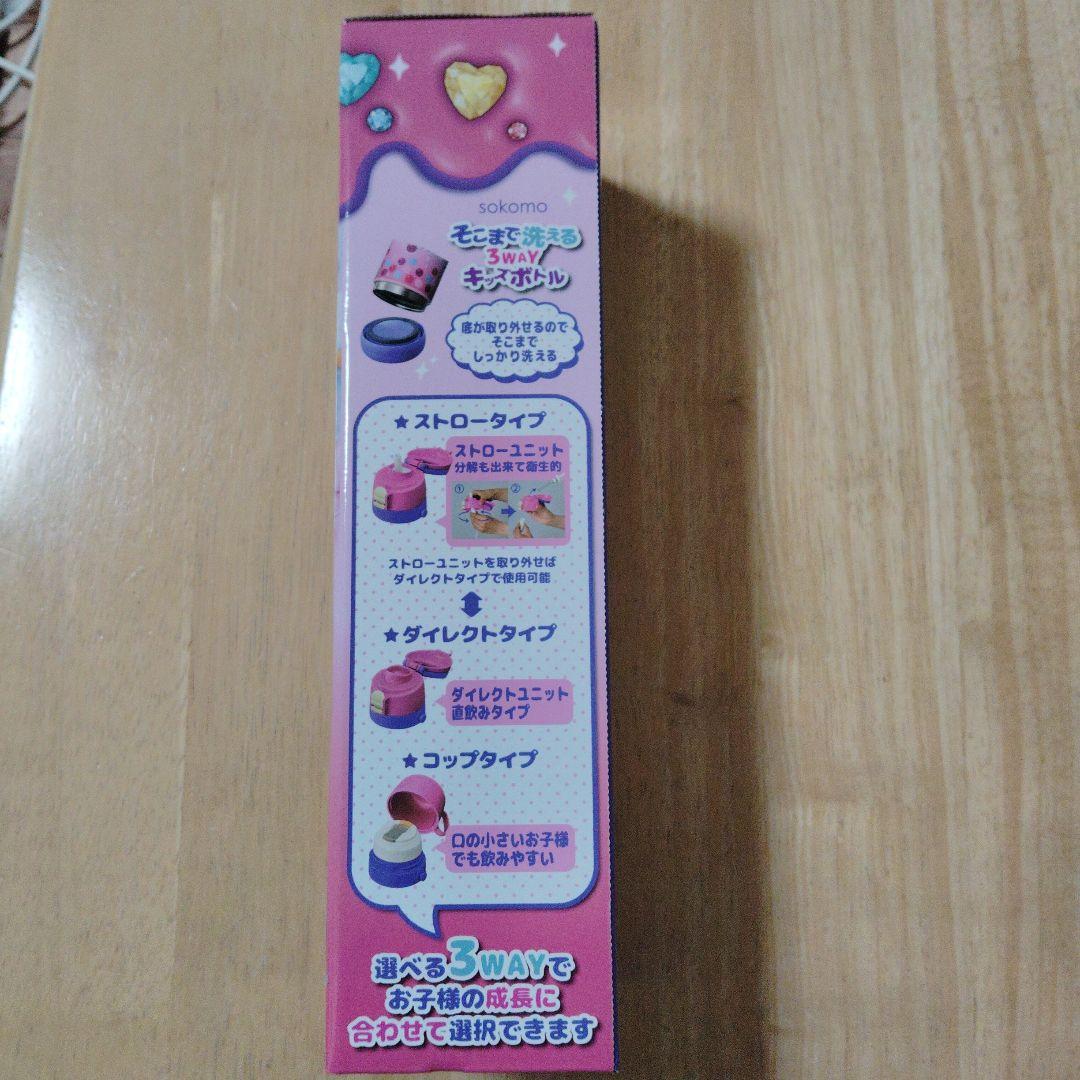 sokomo
そこまで洗える
3WAY
キッズボトル
底が取り外せるので
そこまで
しっかり洗える
★ストロータイプ
ストローユニット
分解も出来て衛生的
① ②
ストローユニットを取り外せば
ダイレクトタイプで使用可能
★ダイレクトタイプ
ダイレクトユニット
直飲みタイプ
★コップタイプ
口の小さいお子様
でも飲みやすい
選べる3WAYで
お子様の成長に
合わせて選択できます